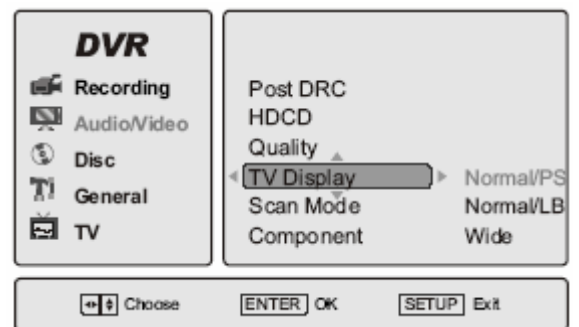 DVR
Recording
Audio/Video
Disc
General
TV
Post DRC
HDCD
Quality
TV Display Normal/PS
Scan Mode Normal/LB
Component Wide
Choose ENTER OK SETUP Exit